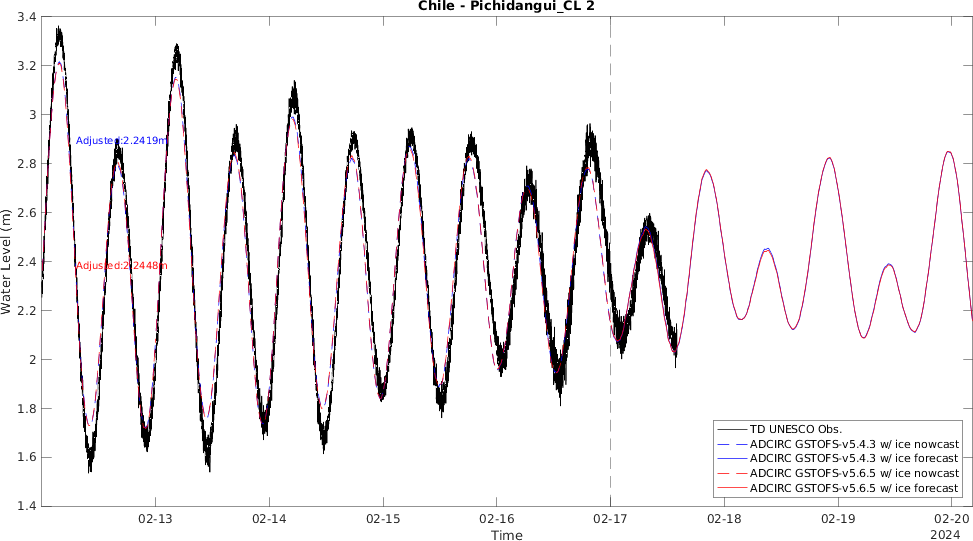 Chile - Pichidangui_CL 2
3.4
3.2
3
2.8
2.6
2.4
2.2
2
1.8
1.6
1.4
Water Level (m)
Adjusted:2.2419m
Adjusted:2.2448m
TD UNESCO Obs.
ADCIRC GSTOFS-v5.4.3 w/ ice nowcast
ADCIRC GSTOFS-v5.4.3 w/ ice forecast
ADCIRC GSTOFS-v5.6.5 w/ ice nowcast
ADCIRC GSTOFS-v5.6.5 w/ ice forecast
02-13 02-14 02-15 02-16 02-17 02-18 02-19 02-20
Time
2024